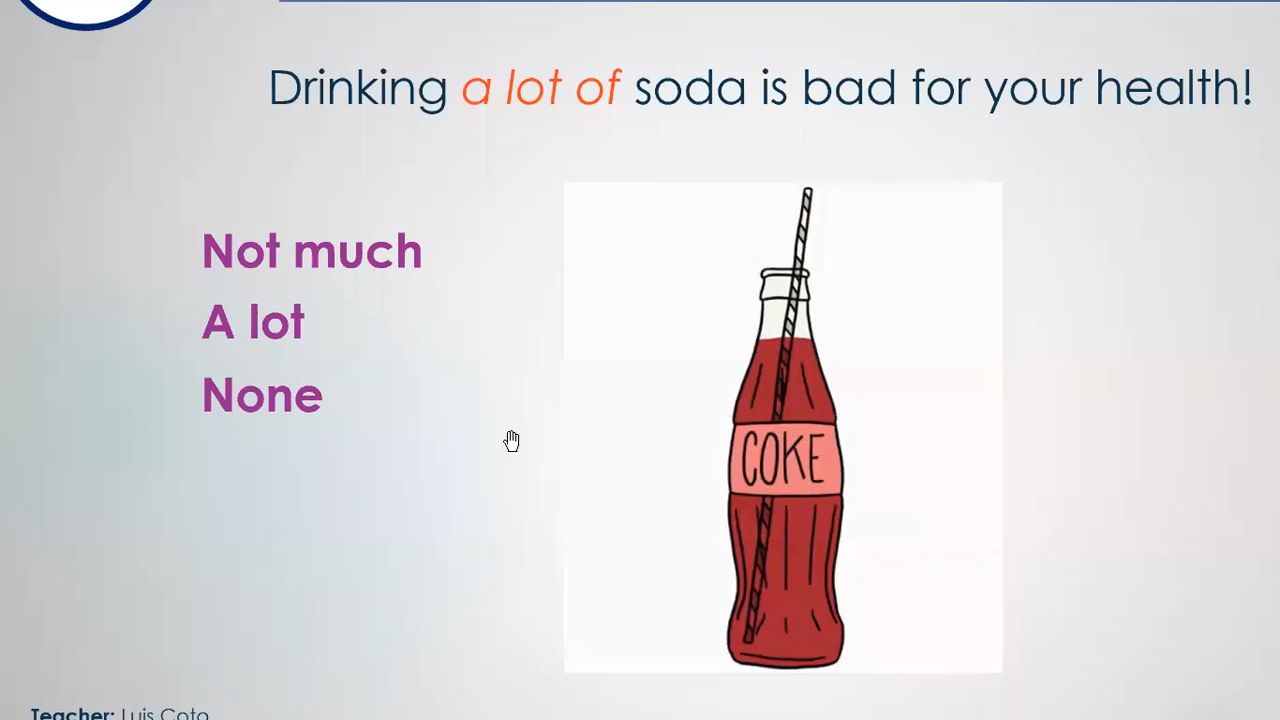 Drinking a lot of soda is bad for your health!
Not much
A lot
None
COKE
Teacher: Luis Coto